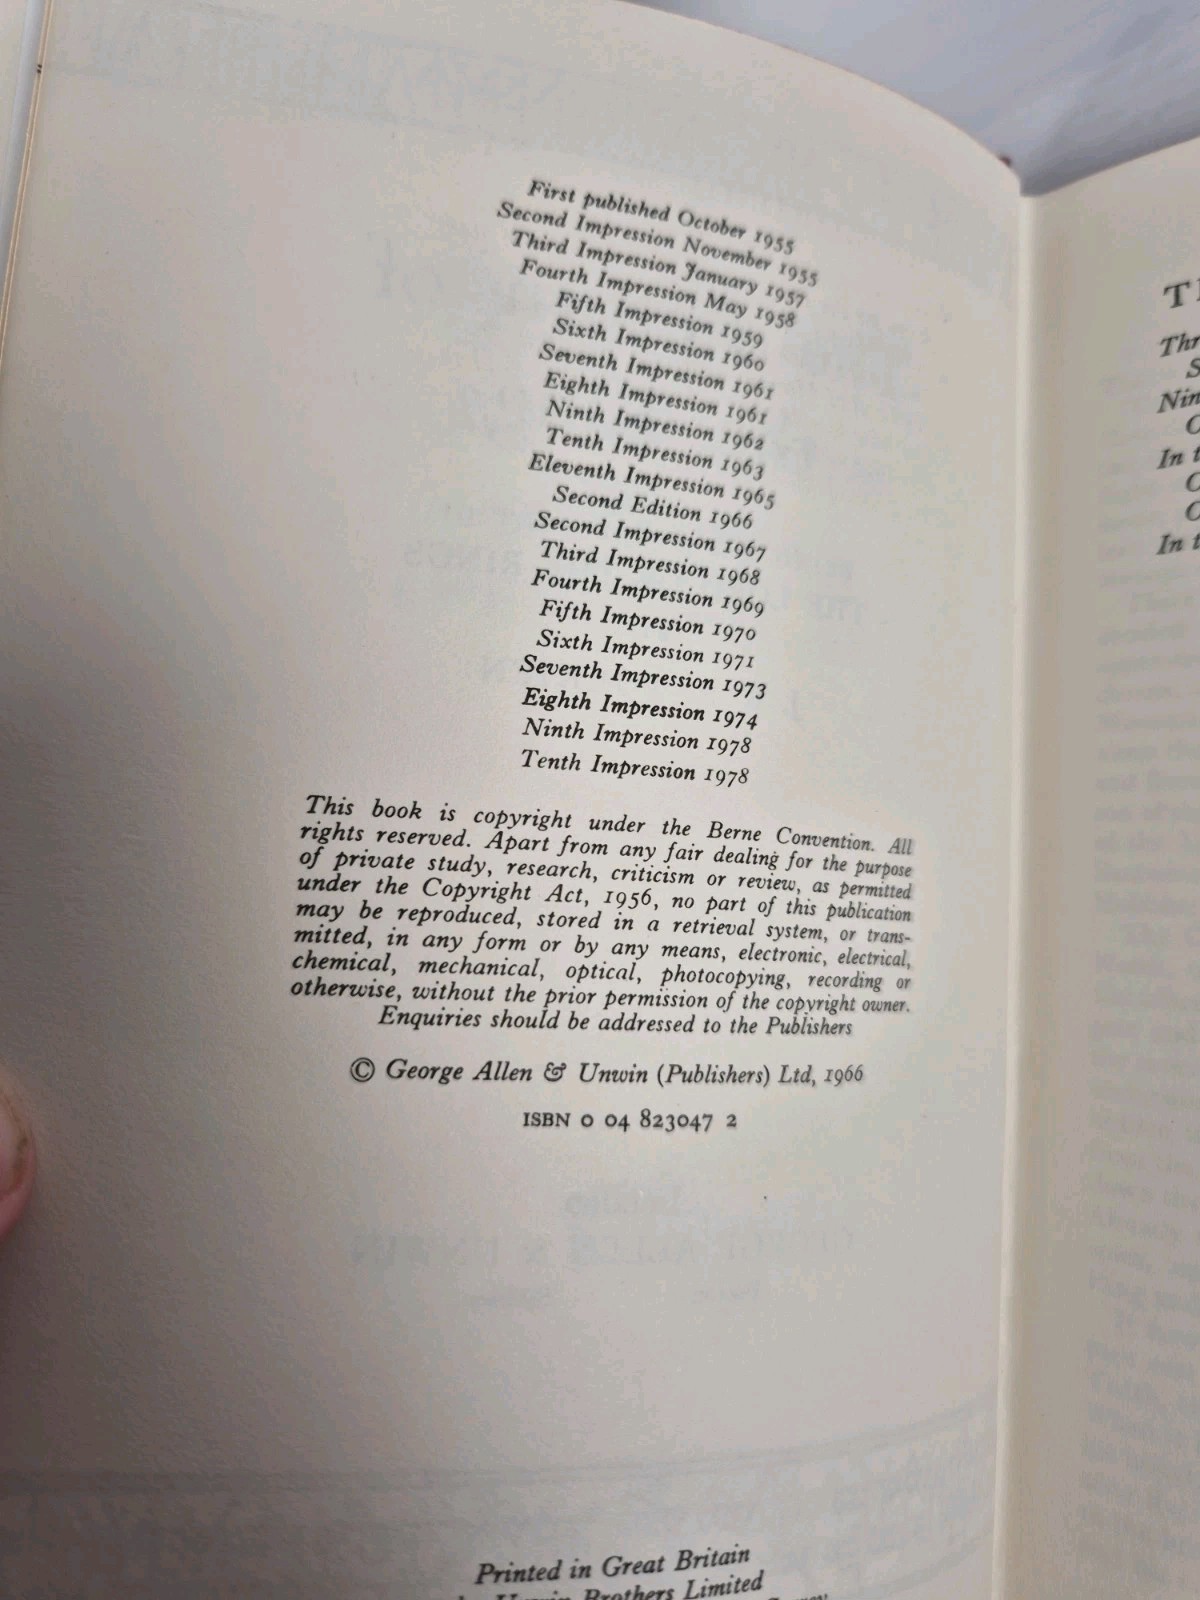 First published October 1955
Second Impression November 1955
Third Impression January 1957
Fourth Impression May 1958
Fifth Impression 1959
Sixth Impression 1960
Seventh Impression 1961
Eighth Impression 1961
Ninth Impression 1962
Tenth Impression 1963
Eleventh Impression 1965
Second Edition 1966
Second Impression 1967
Third Impression 1968
Fourth Impression 1969
Fifth Impression 1970
Sixth Impression 1971
Seventh Impression 1973
Eighth Impression 1974
Ninth Impression 1978
Tenth Impression 1978
This book is copyright under the Berne Convention. All
rights reserved. Apart from any fair dealing for the purpose
of private study, research, criticism or review, as permitted
under the Copyright Act, 1956, no part of this publication
may be reproduced, stored in a retrieval system, or trans-
mitted, in any form or by any means, electronic, electrical,
chemical, mechanical, optical, photocopying, recording or
otherwise, without the prior permission of the copyright owner.
Enquiries should be addressed to the Publishers
© George Allen & Unwin (Publishers) Ltd, 1966
ISBN 0 04 823047 2
Printed in Great Britain
by Unwin Brothers Limited
In
In